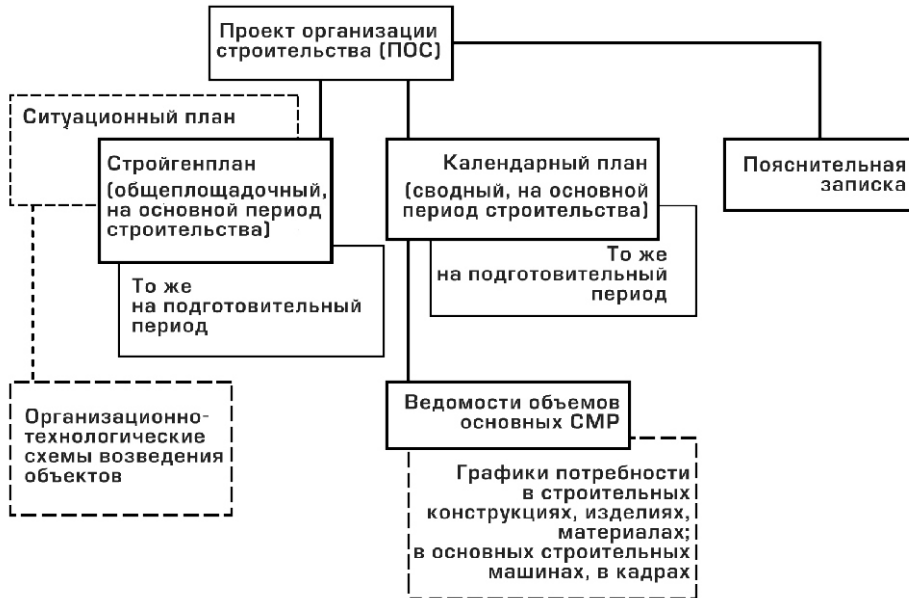 Проект организации
строительства (ПОС)
Ситуационный план
Стройгенплан
(общеплощадочный,
на основной период
строительства)
Календарный план
(сводный, на основной
период строительства)
Пояснительная
записка
То же
на подготовительный
период
То же
на подготовительный
период
Организационно-
технологические
схемы возведения
объектов
Ведомости объемов
основных СМР
Графики потребности
в строительных
конструкциях, изделиях,
материалах;
в основных строительных
машинах, в кадрах